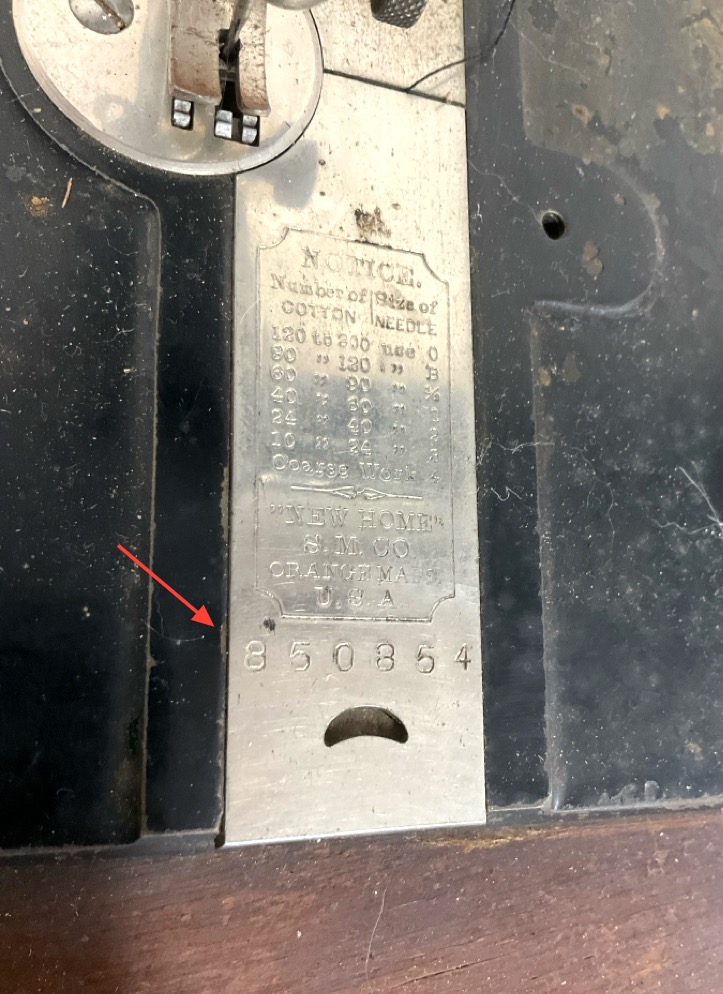 NOTICE.
Number of Size of
COTTON NEEDLE
120 to 200 use 0
80 " 120 " B
60 " 80 " ½
40 " 60 " 1
24 " 40 " 2
10 " 24 " 3
Coarse Work 4
"NEW HOME"
S. M. CO
ORANGE MASS.
U. S. A
850854